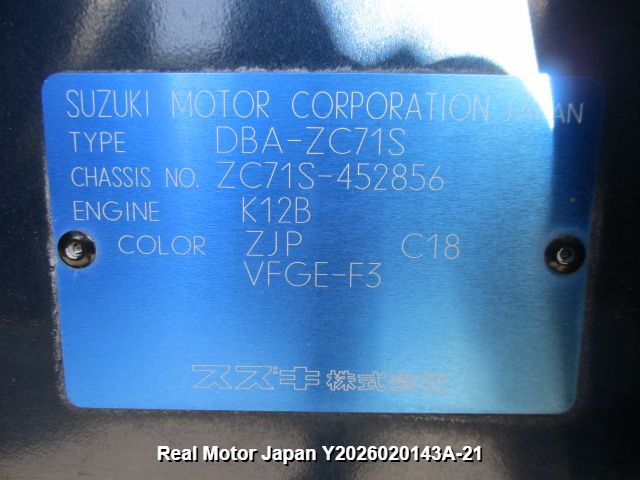 SUZUKI MOTOR CORPORATION JAPAN
TYPE DBA-ZC71S
CHASSIS NO. ZC71S-452856
ENGINE K12B
COLOR ZJP C18
VFGE-F3
スズキ株式会社
Real Motor Japan Y2026020143A-21